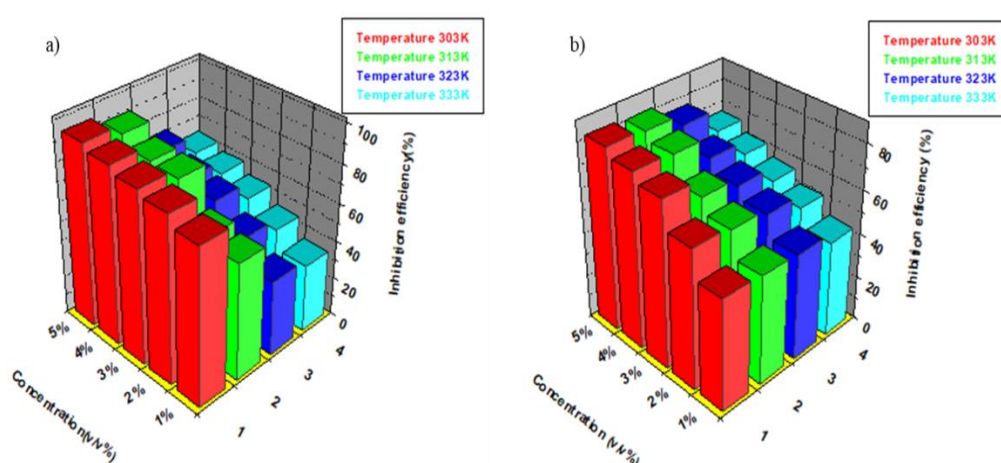 a)
Temperature 303K
Temperature 313K
Temperature 323K
Temperature 333K
100
80
60
40
20
0
Inhibition efficiency(%)
5%
4%
3%
2%
1%
Concentration(v/v%)
1
2
3
4
b)
Temperature 303K
Temperature 313K
Temperature 323K
Temperature 333K
80
60
40
20
0
Inhibition efficiency (%)
5%
4%
3%
2%
1%
Concentration (v/v%)
1
2
3
4